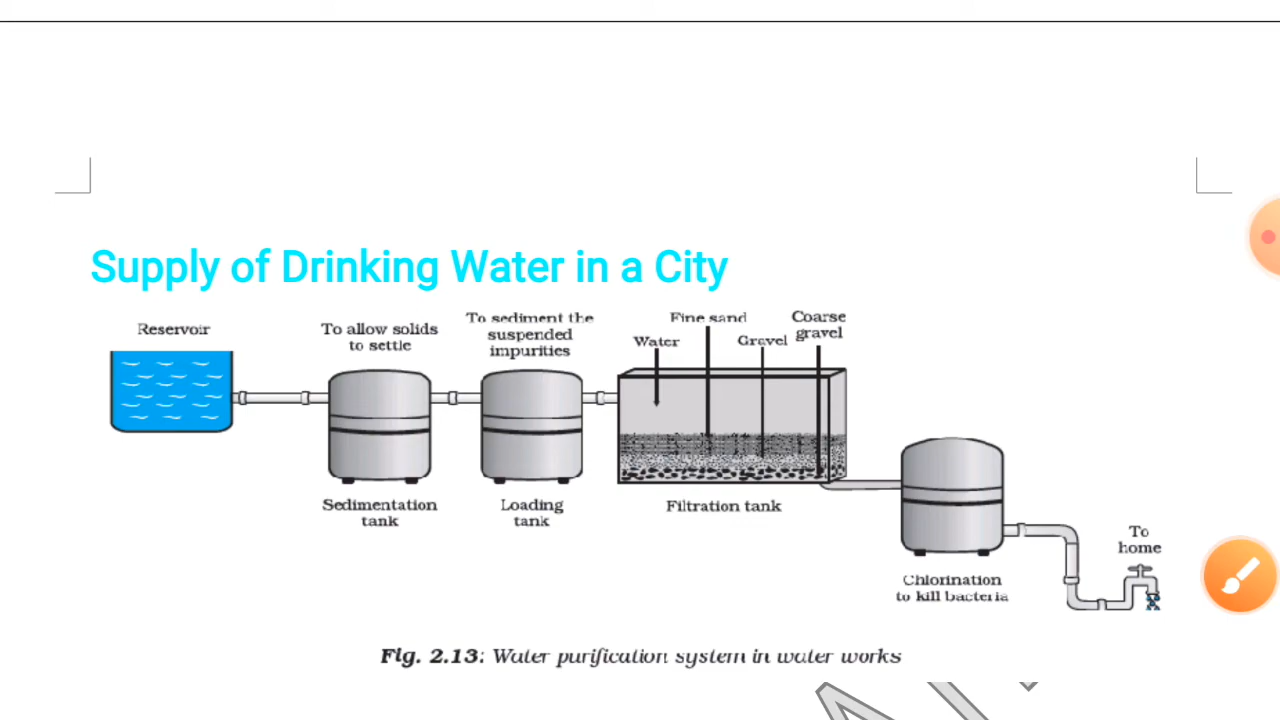 Supply of Drinking Water in a City
Reservoir
To allow solids
to settle
To sediment the
suspended
impurities
Water
Fine sand
Gravel
Coarse
gravel
Sedimentation
tank
Loading
tank
Filtration tank
Chlorination
to kill bacteria
To
home
Fig. 2.13: Water purification system in water works